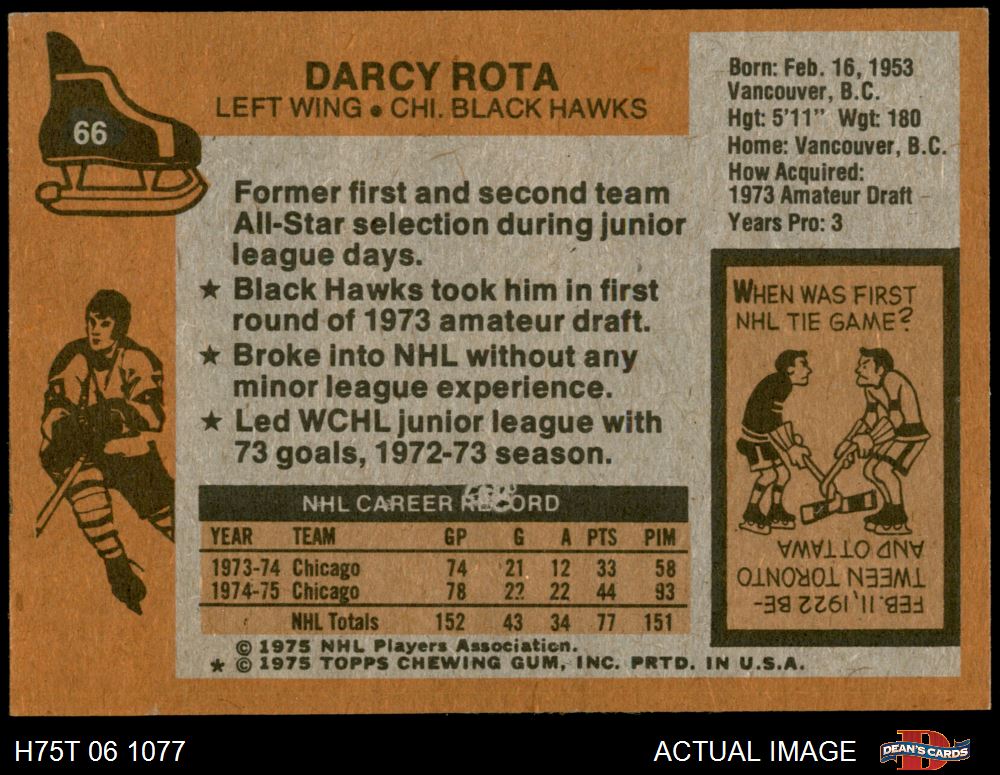 66
DARCY ROTA
LEFT WING • CHI. BLACK HAWKS
Born: Feb. 16, 1953
Vancouver, B.C.
Hgt: 5'11" Wgt: 180
Home: Vancouver, B.C.
How Acquired:
1973 Amateur Draft
Years Pro: 3
Former first and second team
All-Star selection during junior
league days.
★ Black Hawks took him in first
round of 1973 amateur draft.
★ Broke into NHL without any
minor league experience.
★ Led WCHL junior league with
73 goals, 1972-73 season.
WHEN WAS FIRST
NHL TIE GAME?
FEB. 11, 1922 BE-
TWEEN TORONTO
AND OTTAWA
NHL CAREER RECORD
YEAR TEAM GP G A PTS PIM
1973-74 Chicago 74 21 12 33 58
1974-75 Chicago 78 22 22 44 93
NHL Totals 152 43 34 77 151
© 1975 NHL Players Association.
★ © 1975 TOPPS CHEWING GUM, INC. PRTD. IN U.S.A.
H75T 06 1077
ACTUAL IMAGE
DEAN'S CARDS